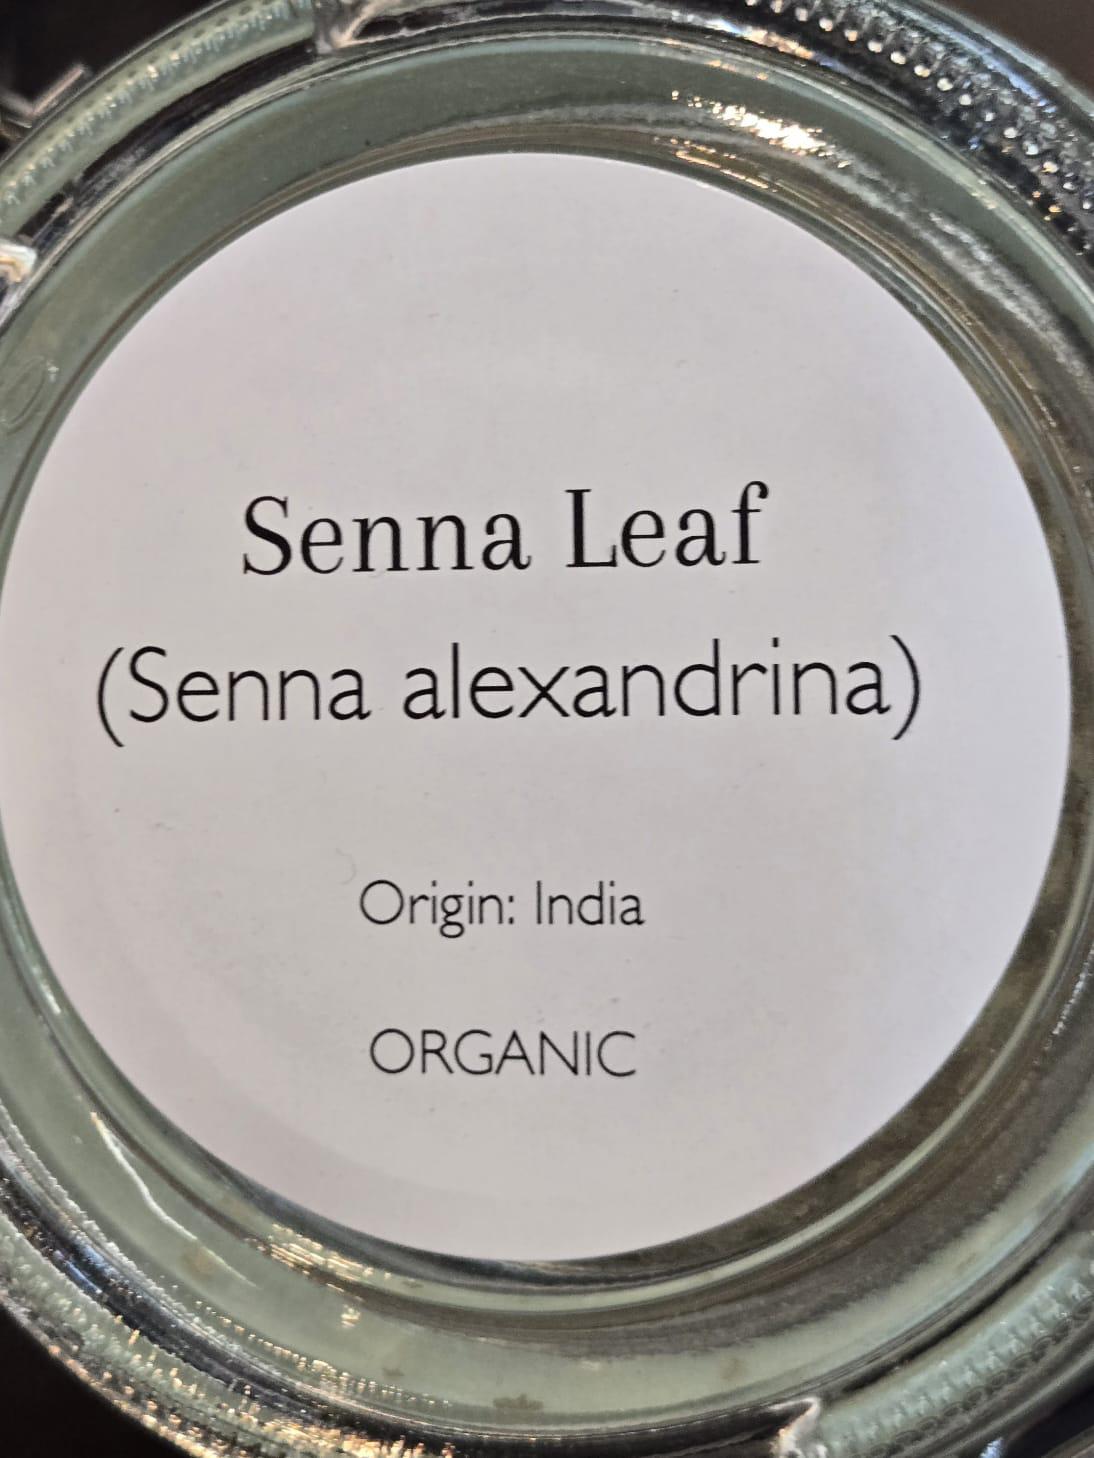 Senna Leaf
(Senna alexandrina)
Origin: India
ORGANIC